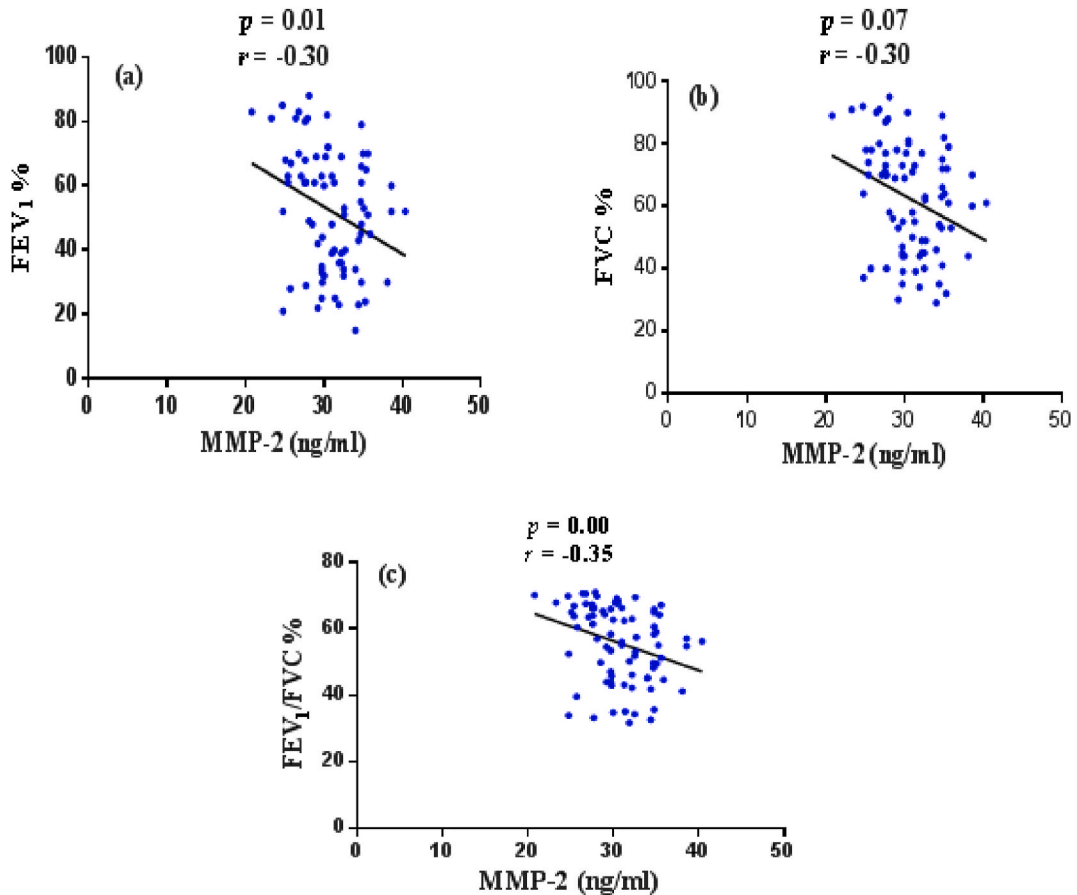 p = 0.01
r = -0.30
(a)
FEV₁ %
100
80
60
40
20
0
0 10 20 30 40 50
MMP-2 (ng/ml)
p = 0.07
r = -0.30
(b)
FVC %
100
80
60
40
20
0
0 10 20 30 40 50
MMP-2 (ng/ml)
p = 0.00
r = -0.35
(c)
FEV₁/FVC %
80
60
40
20
0
0 10 20 30 40 50
MMP-2 (ng/ml)